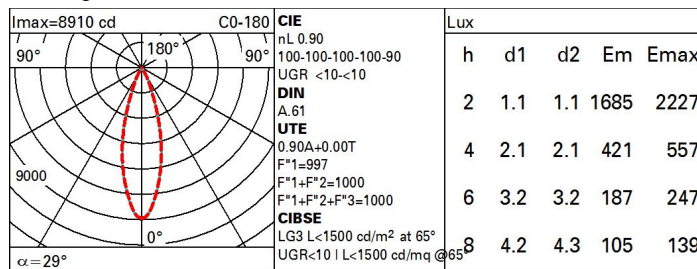 Imax=8910 cd C0-180
90° 180° 90°
9000
0°
α=29°
CIE
nL 0.90
100-100-100-100-90
UGR <10-<10
DIN
A.61
UTE
0.90A+0.00T
F"1=997
F"1+F"2=1000
F"1+F"2+F"3=1000
CIBSE
LG3 L<1500 cd/m² at 65°
UGR<10 | L<1500 cd/mq @65°
Lux
h d1 d2 Em Emax
2 1.1 1.1 1685 2227
4 2.1 2.1 421 557
6 3.2 3.2 187 247
8 4.2 4.3 105 139